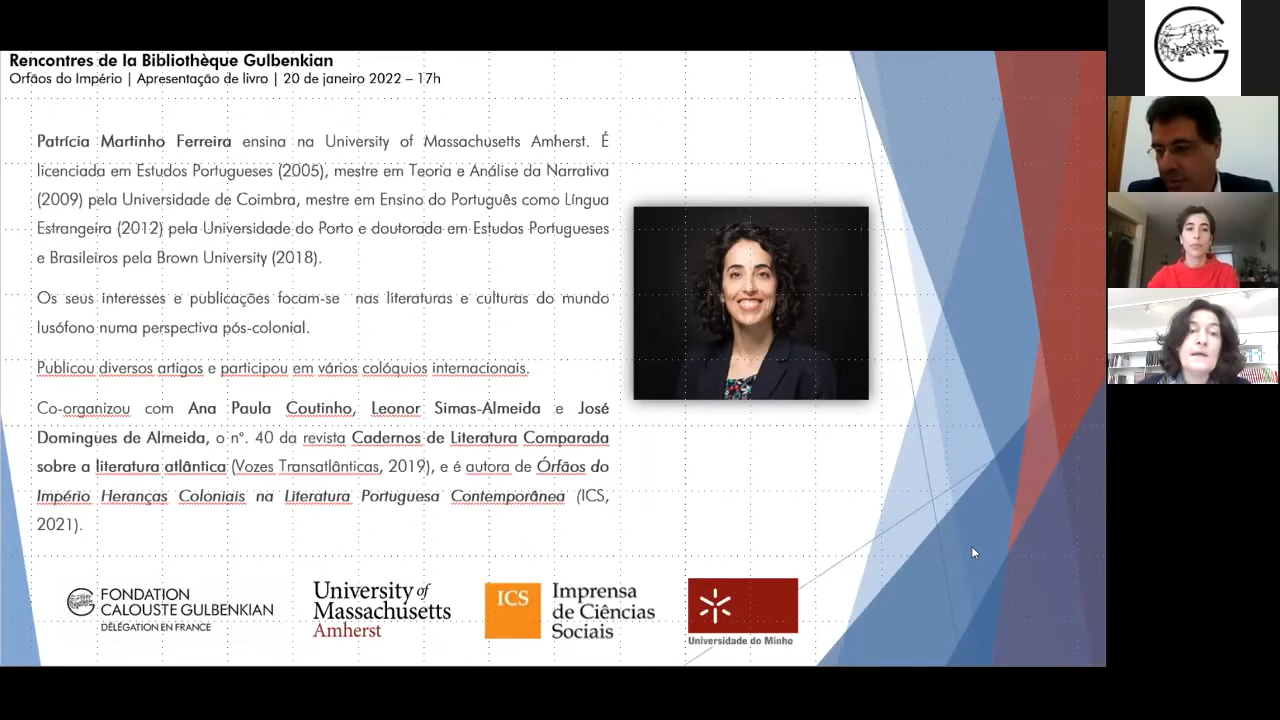 Rencontres de la Bibliothèque Gulbenkian
Orfãos do Império | Apresentação de livro | 20 de janeiro 2022 – 17h
Patrícia Martinho Ferreira ensina na University of Massachusetts Amherst. É
licenciada em Estudos Portugueses (2005), mestre em Teoria e Análise da Narrativa
(2009) pela Universidade de Coimbra, mestre em Ensino do Português como Língua
Estrangeira (2012) pela Universidade do Porto e doutorada em Estudos Portugueses
e Brasileiros pela Brown University (2018).
Os seus interesses e publicações focam-se nas literaturas e culturas do mundo
lusófono numa perspectiva pós-colonial.
Publicou diversos artigos e participou em vários colóquios internacionais.
Co-organizou com Ana Paula Coutinho, Leonor Simas-Almeida e José
Domingues de Almeida, o nº. 40 da revista Cadernos de Literatura Comparada
sobre a literatura atlântica (Vozes Transatlânticas, 2019), e é autora de Órfãos do
Império Heranças Coloniais na Literatura Portuguesa Contemporânea (ICS,
2021).
FONDATION
CALOUSTE GULBENKIAN
DÉLÉGATION EN FRANCE
University of
Massachusetts
Amherst
ICS
Imprensa
de Ciências
Sociais
Universidade do Minho